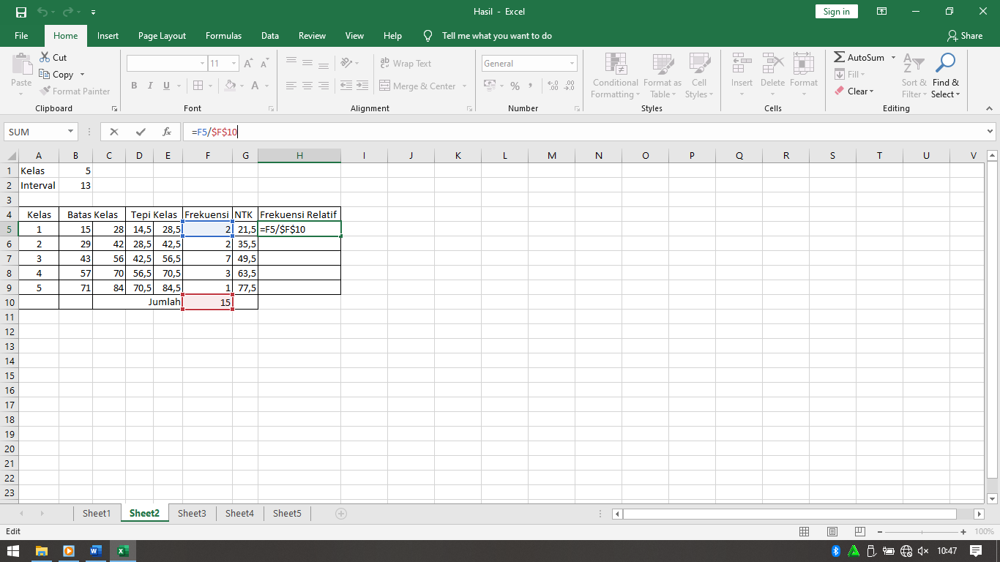 Hasil - Excel
Sign in
File Home Insert Page Layout Formulas Data Review View Help Tell me what you want to do Share
Paste
Cut
Copy
Format Painter
Clipboard
11
B I U
Font
Wrap Text
Merge & Center
Alignment
General
Number
Conditional Formatting
Format as Table
Cell Styles
Styles
Insert Delete Format
Cells
AutoSum
Fill
Clear
Sort & Filter
Find & Select
Editing
SUM
fx
=F5/$F$10
A B C D E F G H I J K L M N O P Q R S T U V
1 Kelas 5
2 Interval 13
3
4 Kelas Batas Kelas Tepi Kelas Frekuensi NTK Frekuensi Relatif
5 1 15 28 14,5 28,5 2 21,5 =F5/$F$10
6 2 29 42 28,5 42,5 2 35,5
7 3 43 56 42,5 56,5 7 49,5
8 4 57 70 56,5 70,5 3 63,5
9 5 71 84 70,5 84,5 1 77,5
10 Jumlah 15
11
12
13
14
15
16
17
18
19
20
21
22
23
Sheet1 Sheet2 Sheet3 Sheet4 Sheet5
Edit
100%
10:47